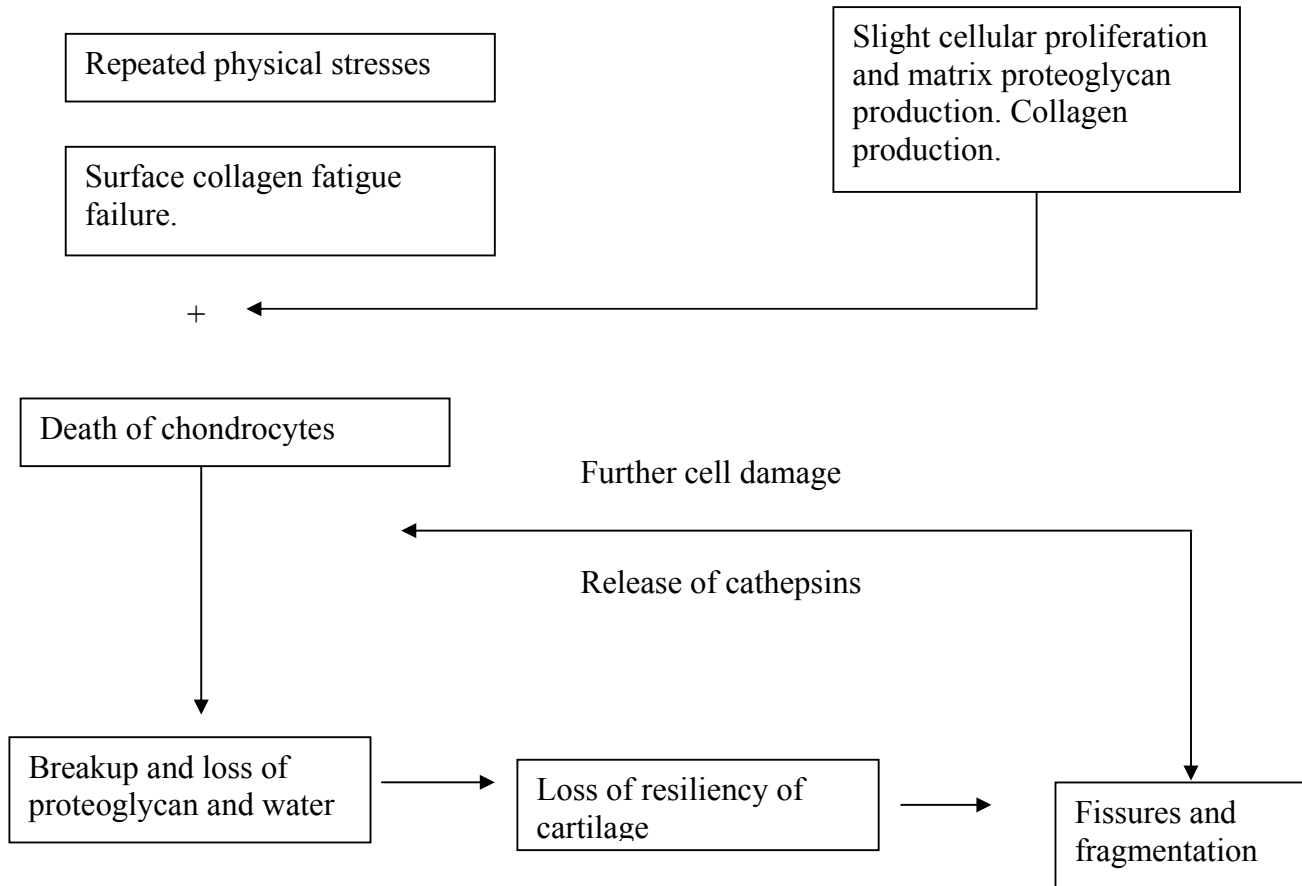 Repeated physical stresses
Slight cellular proliferation
and matrix proteoglycan
production. Collagen
production.
Surface collagen fatigue
failure.
+
Death of chondrocytes
Further cell damage
Release of cathepsins
Breakup and loss of
proteoglycan and water
Loss of resiliency of
cartilage
Fissures and
fragmentation